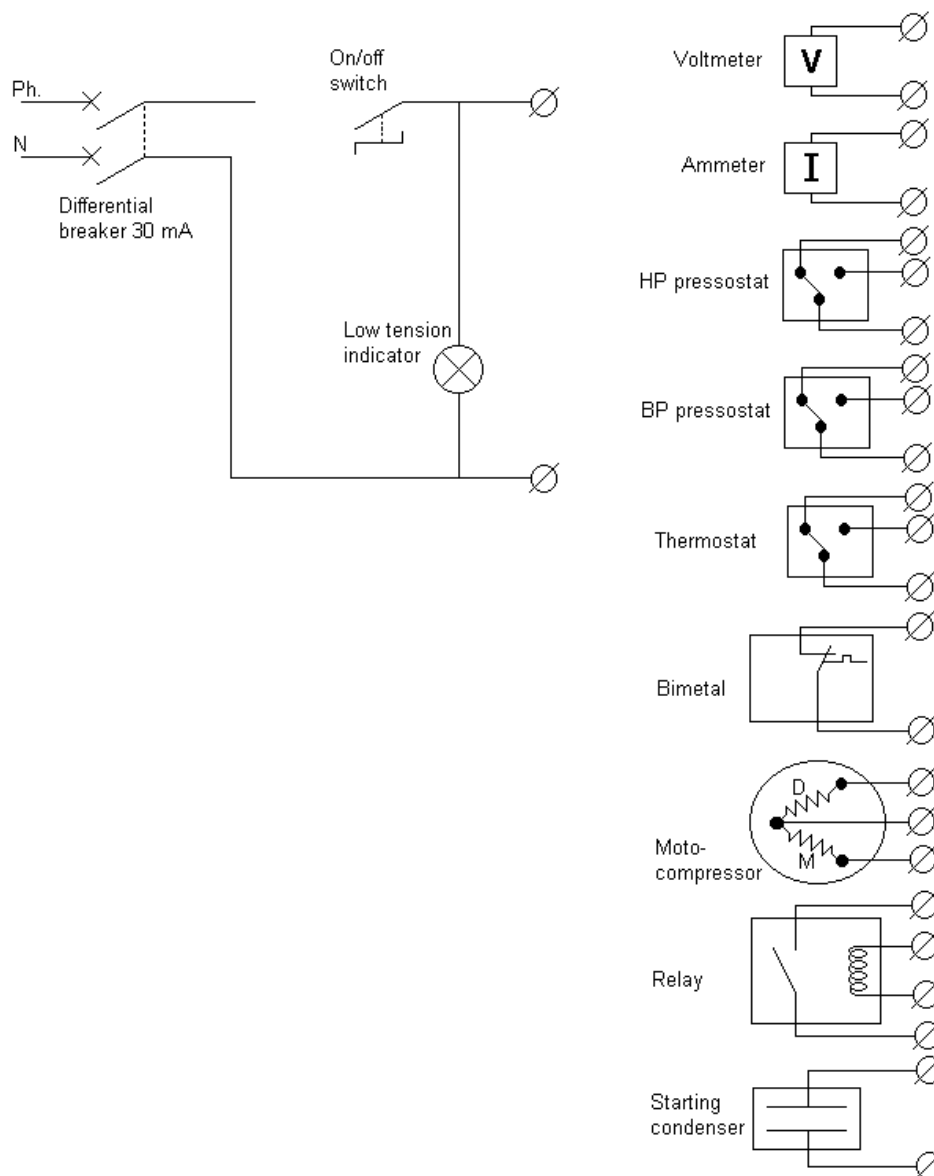 Ph.
N
Differential
breaker 30 mA
On/off
switch
Low tension
indicator
Voltmeter
V
Ammeter
I
HP pressostat
BP pressostat
Thermostat
Bimetal
D
M
Moto-
compressor
Relay
Starting
condenser